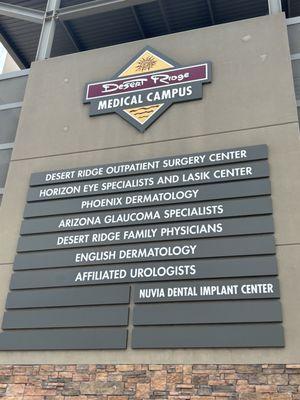 Desert Ridge
MEDICAL CAMPUS
DESERT RIDGE OUTPATIENT SURGERY CENTER
HORIZON EYE SPECIALISTS AND LASIK CENTER
PHOENIX DERMATOLOGY
ARIZONA GLAUCOMA SPECIALISTS
DESERT RIDGE FAMILY PHYSICIANS
ENGLISH DERMATOLOGY
AFFILIATED UROLOGISTS
NUVIA DENTAL IMPLANT CENTER